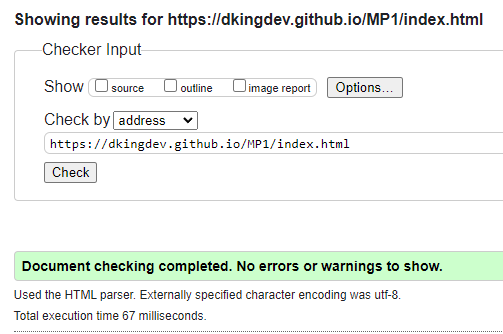 Showing results for https://dkingdev.github.io/MP1/index.html
Checker Input
Show source outline image report Options...
Check by address
https://dkingdev.github.io/MP1/index.html
Check
Document checking completed. No errors or warnings to show.
Used the HTML parser. Externally specified character encoding was utf-8.
Total execution time 67 milliseconds.